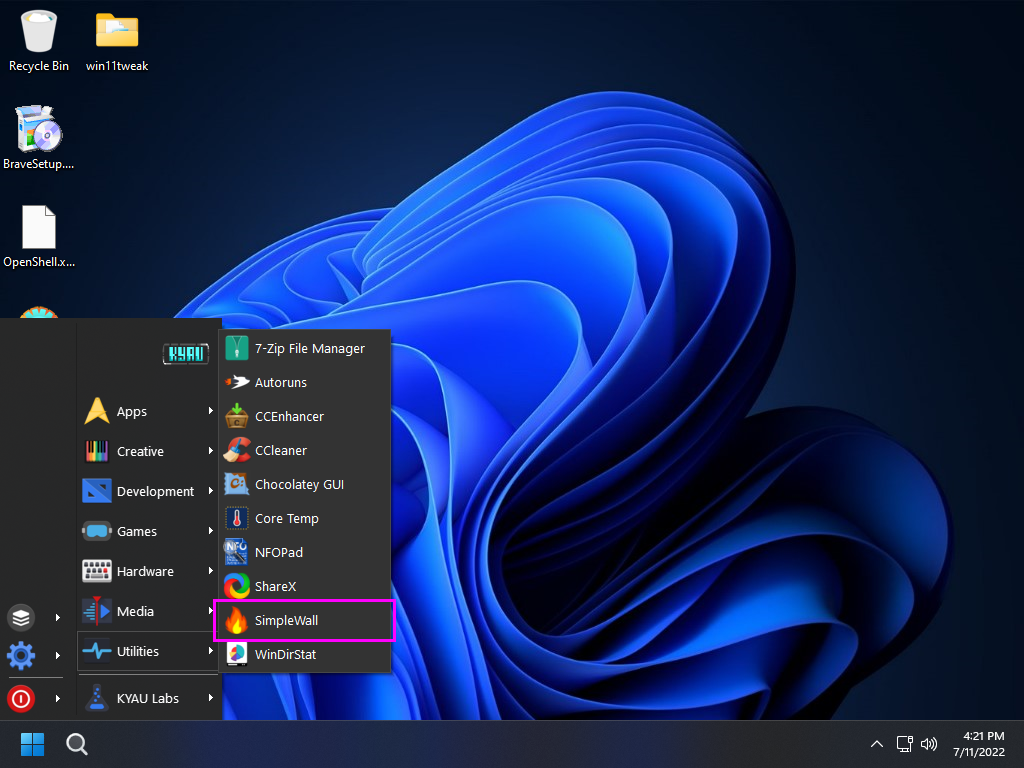 Recycle Bin
win11tweak
BraveSetup....
OpenShell.x...
KYAU
Apps
Creative
Development
Games
Hardware
Media
Utilities
KYAU Labs
7-Zip File Manager
Autoruns
CCEnhancer
CCleaner
Chocolatey GUI
Core Temp
NFO
NFOPad
ShareX
SimpleWall
WinDirStat
4:21 PM
7/11/2022